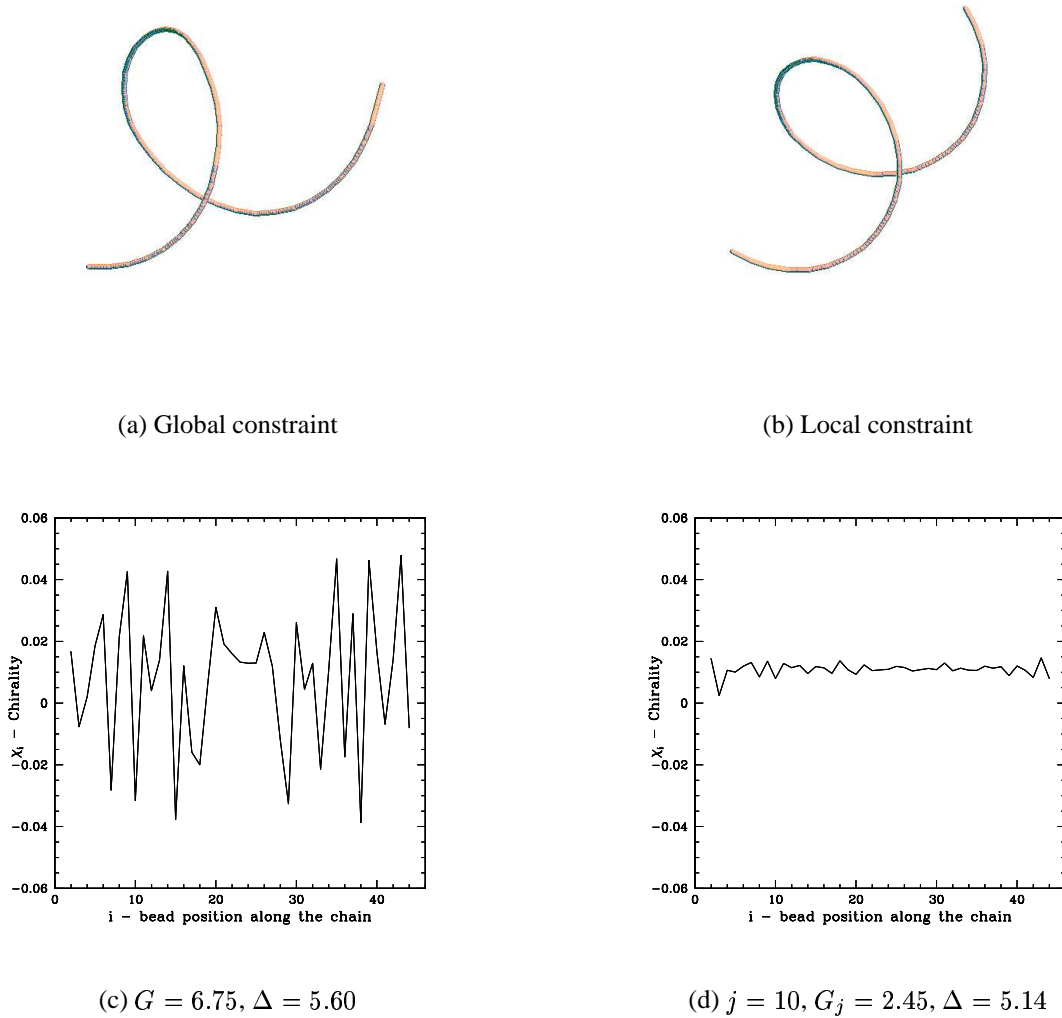 (a) Global constraint
(b) Local constraint
0.06
0.04
0.02
0
−0.02
−0.04
−0.06
χi − Chirality
0 10 20 30 40
i − bead position along the chain
0.06
0.04
0.02
0
−0.02
−0.04
−0.06
χi − Chirality
0 10 20 30 40
i − bead position along the chain
(c) G = 6.75, Δ = 5.60
(d) j = 10, Gj = 2.45, Δ = 5.14